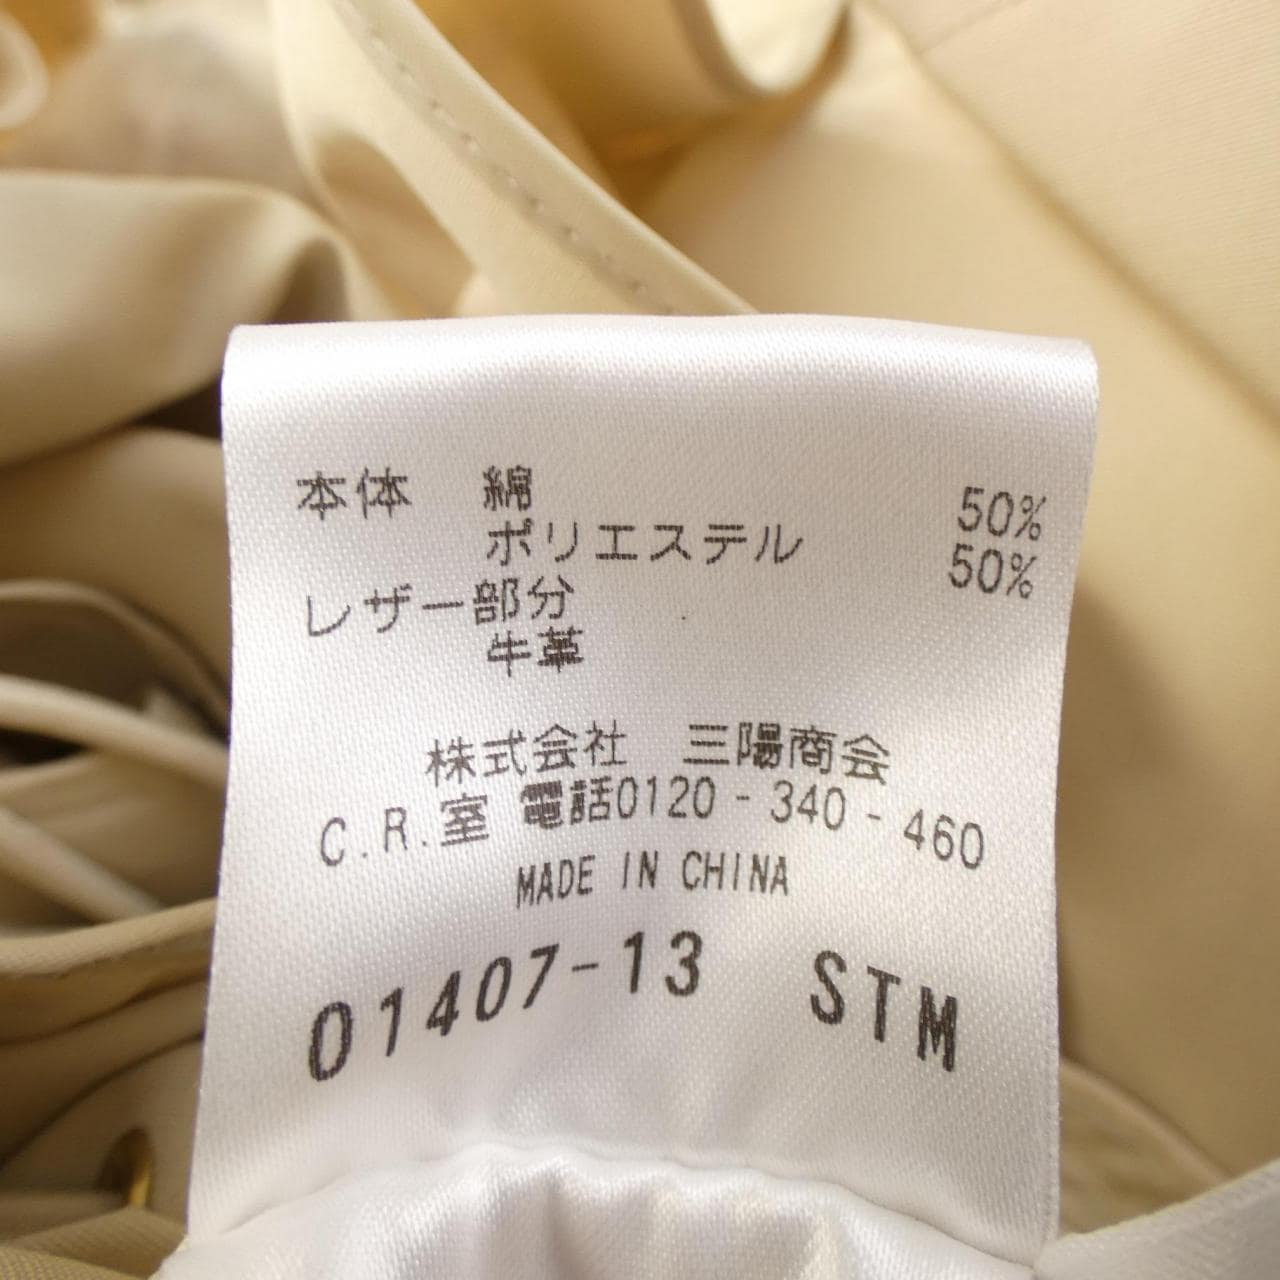 本体 綿 50%
ポリエステル 50%
レザー部分
牛革
株式会社 三陽商会
C.R.室 電話0120-340-460
MADE IN CHINA
01407-13 STM